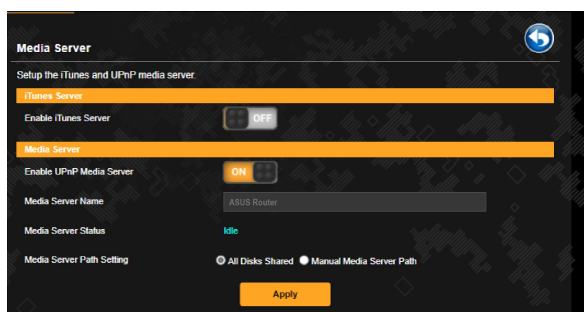 Media Server
Setup the iTunes and UPnP media server.
iTunes Server
Enable iTunes Server OFF
Media Server
Enable UPnP Media Server ON
Media Server Name ASUS Router
Media Server Status Idle
Media Server Path Setting All Disks Shared Manual Media Server Path
Apply